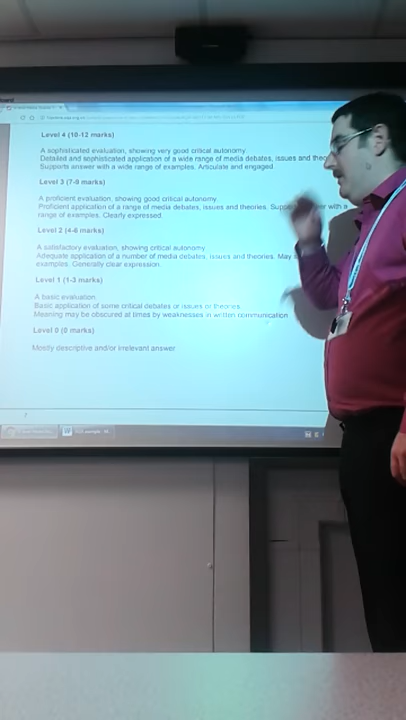 Level 4 (10-12 marks)
A sophisticated evaluation, showing very good critical autonomy.
Detailed and sophisticated application of a wide range of media debates, issues and
Supports answer with a wide range of examples. Articulate and engaged.
Level 3 (7-9 marks)
A proficient evaluation, showing good critical autonomy.
Proficient application of a range of media debates, issues and theories. with a
range of examples. Clearly expressed.
Level 2 (4-6 marks)
A satisfactory evaluation, showing critical autonomy.
Adequate application of a number of media debates, issues and theories. May
examples. Generally clear expression.
Level 1 (1-3 marks)
A basic evaluation.
Basic application of some critical debates or issues or theories.
Meaning may be obscured at times by weaknesses in written communication.
Level 0 (0 marks)
Mostly descriptive and/or irrelevant answer.